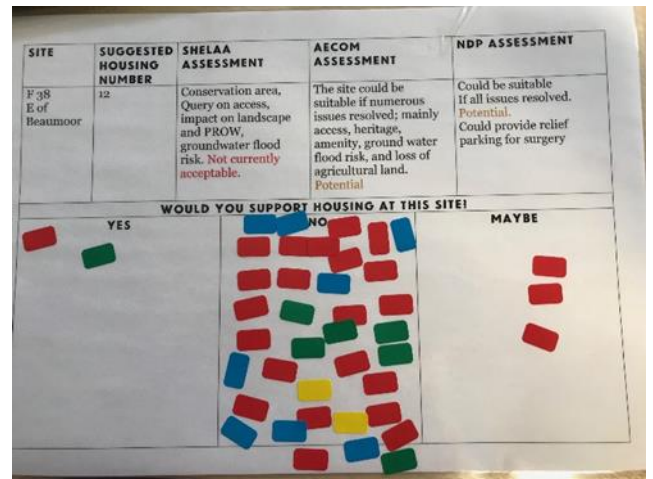 SITE
SUGGESTED
HOUSING
NUMBER
SHELAA
ASSESSMENT
AECOM
ASSESSMENT
NDP ASSESSMENT
F 38
E of
Beaumoor
12
Conservation area,
Query on access,
impact on landscape
and PROW,
groundwater flood
risk. Not currently
acceptable.
The site could be
suitable if numerous
issues resolved; mainly
access, heritage,
amenity, ground water
flood risk, and loss of
agricultural land.
Potential
Could be suitable
If all issues resolved.
Potential.
Could provide relief
parking for surgery
WOULD YOU SUPPORT HOUSING AT THIS SITE!
YES
NO
MAYBE